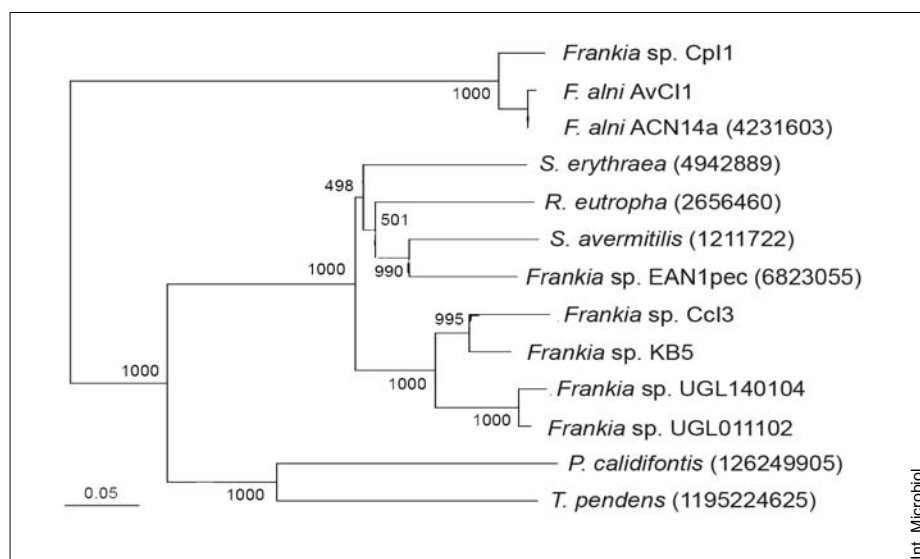 Frankia sp. CpI1
1000
F. alni AvCI1
F. alni ACN14a (4231603)
S. erythraea (4942889)
498
R. eutropha (2656460)
501
S. avermitilis (1211722)
990
1000
Frankia sp. EAN1pec (6823055)
995
Frankia sp. CcI3
Frankia sp. KB5
1000
1000
Frankia sp. UGL140104
1000
Frankia sp. UGL011102
P. calidifontis (126249905)
0.05
1000
T. pendens (1195224625)
Int. Microbiol.